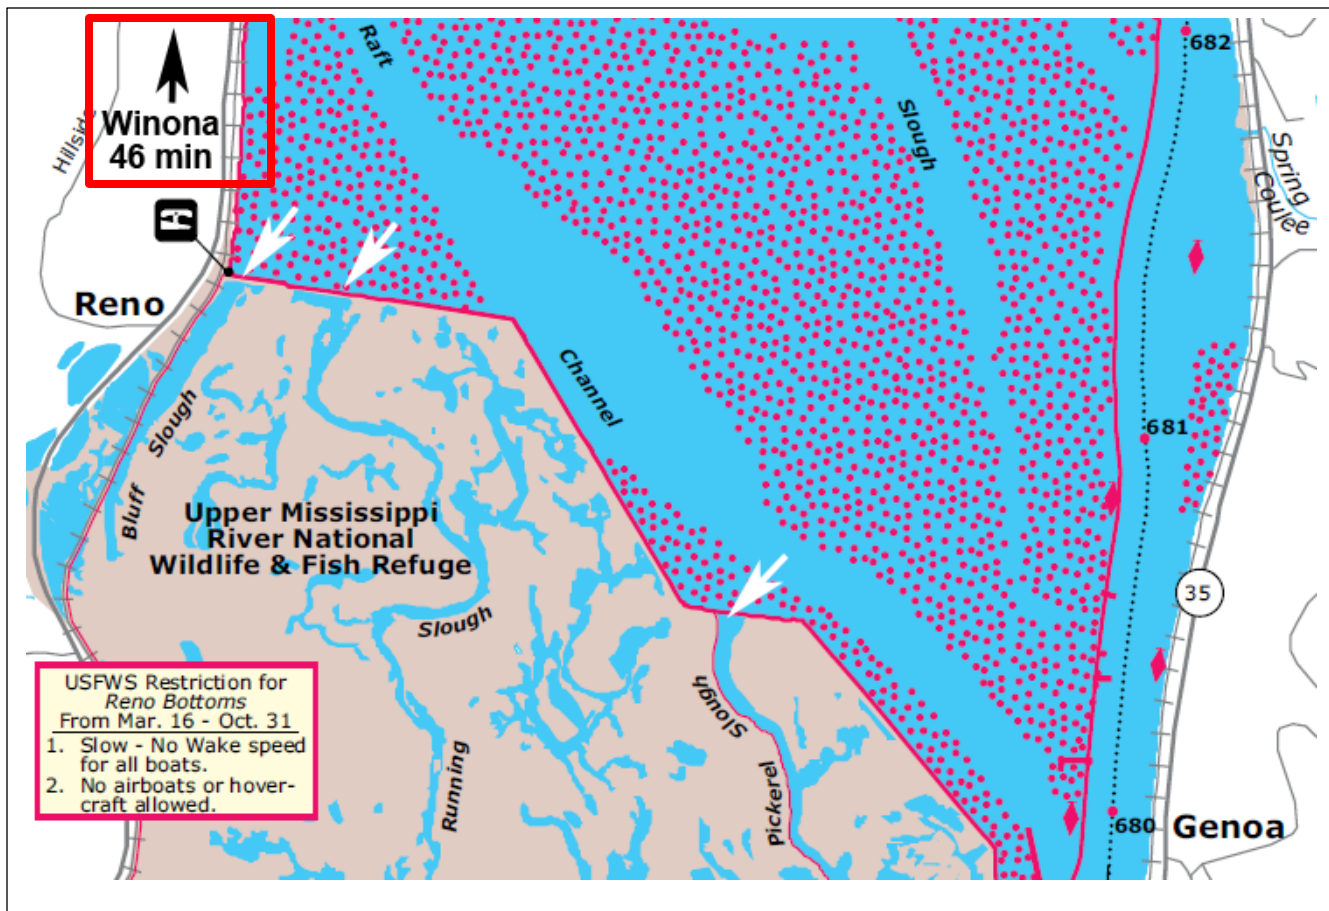 Winona
46 min
Hillside
Raft
Slough
682
Spring
Coulee
Reno
Channel
681
Slough
Bluff
Upper Mississippi
River National
Wildlife & Fish Refuge
Slough
35
USFWS Restriction for
Reno Bottoms
From Mar. 16 - Oct. 31
1. Slow - No Wake speed
for all boats.
2. No airboats or hover-
craft allowed.
Slough
Running
Pickerel
680
Genoa